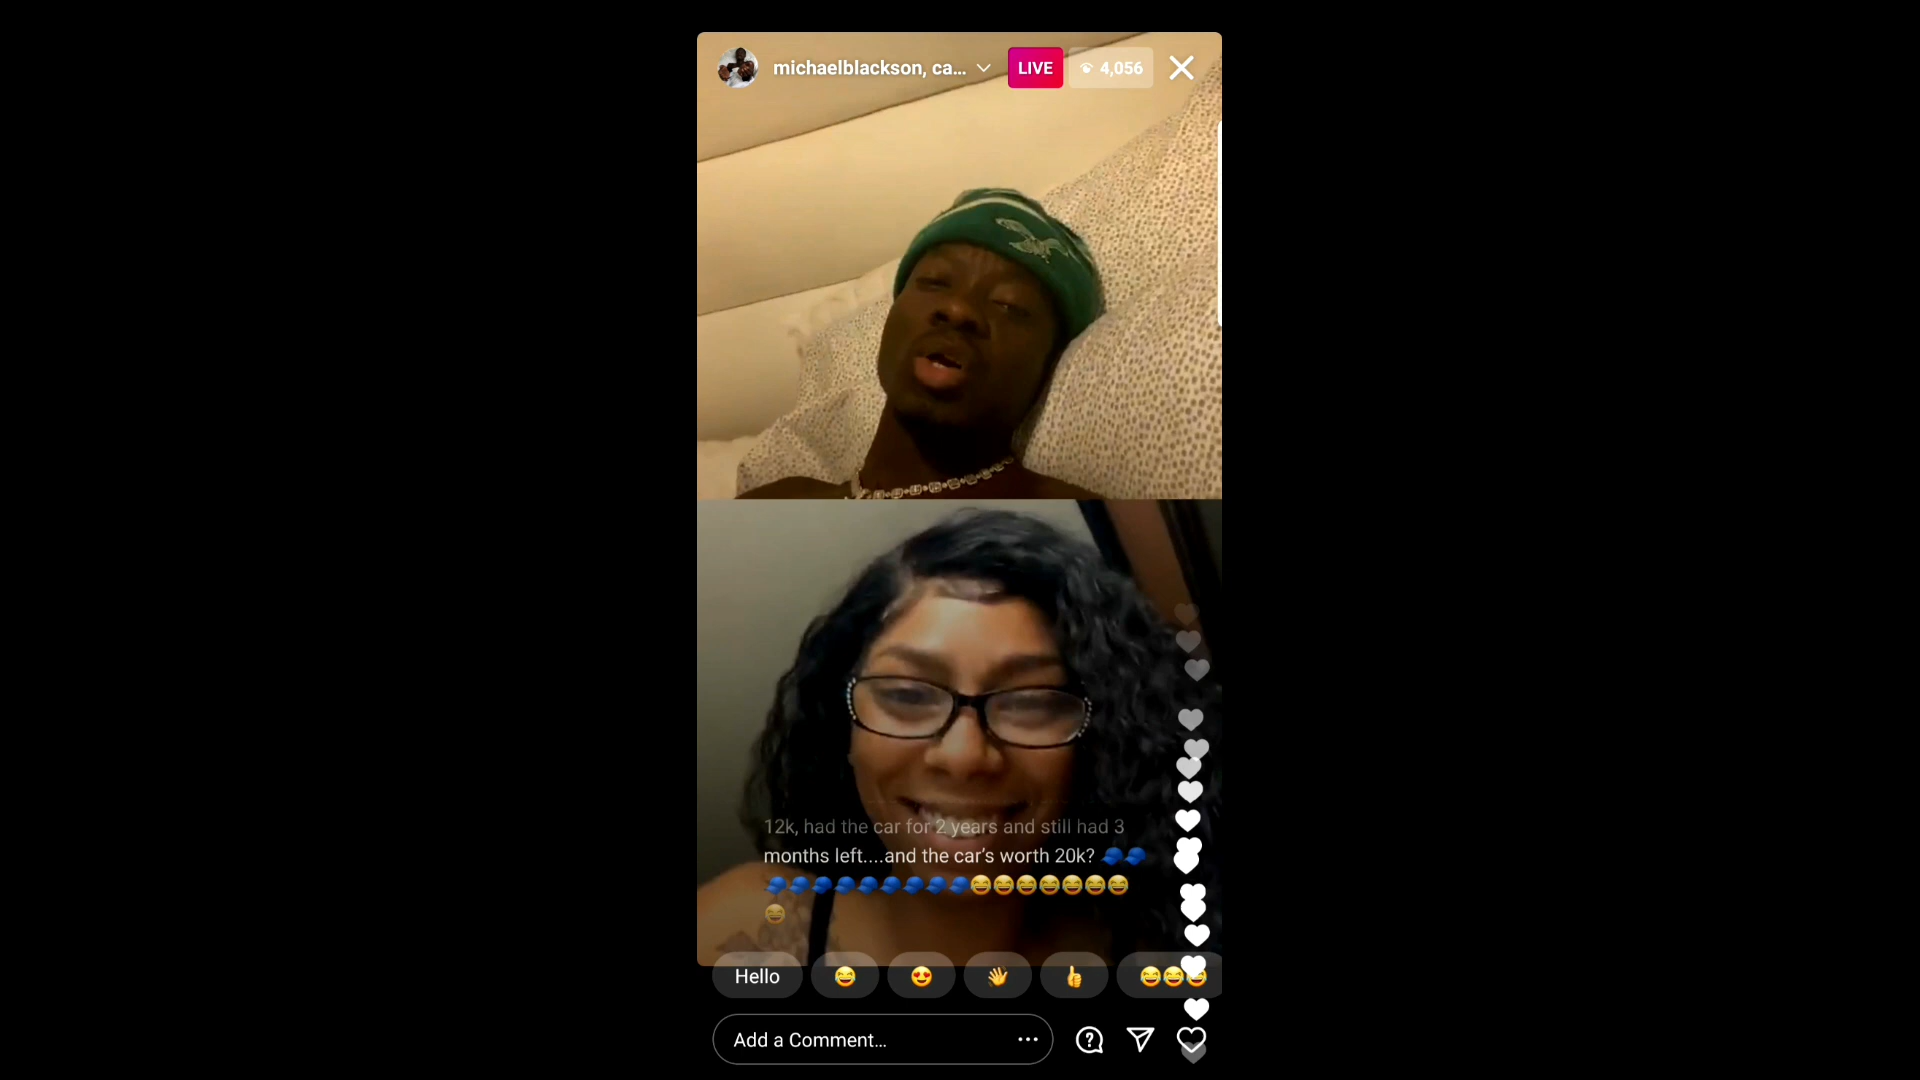 michaelblackson, ca...
LIVE
4,056
12k, had the car for 2 years and still had 3
months left....and the car's worth 20k? 🧢🧢
🧢🧢🧢🧢🧢🧢🧢🧢🧢😂😂😂😂😂😂😂
😂
Hello
Add a Comment...